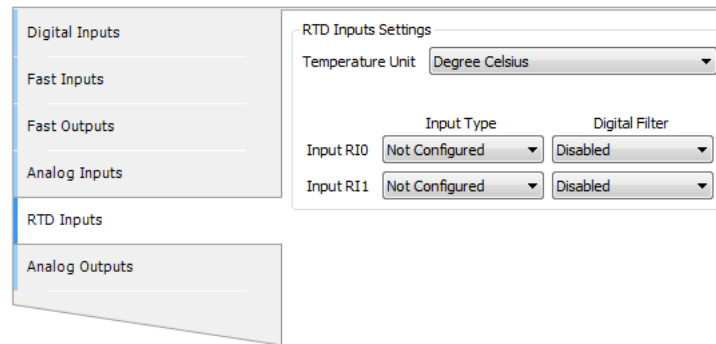 Digital Inputs
Fast Inputs
Fast Outputs
Analog Inputs
RTD Inputs
Analog Outputs
RTD Inputs Settings
Temperature Unit Degree Celsius
Input Type Digital Filter
Input RI0 Not Configured Disabled
Input RI1 Not Configured Disabled